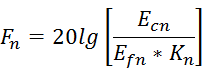 F_n = 20lg [ E_cn / (E_fn * K_n) ]